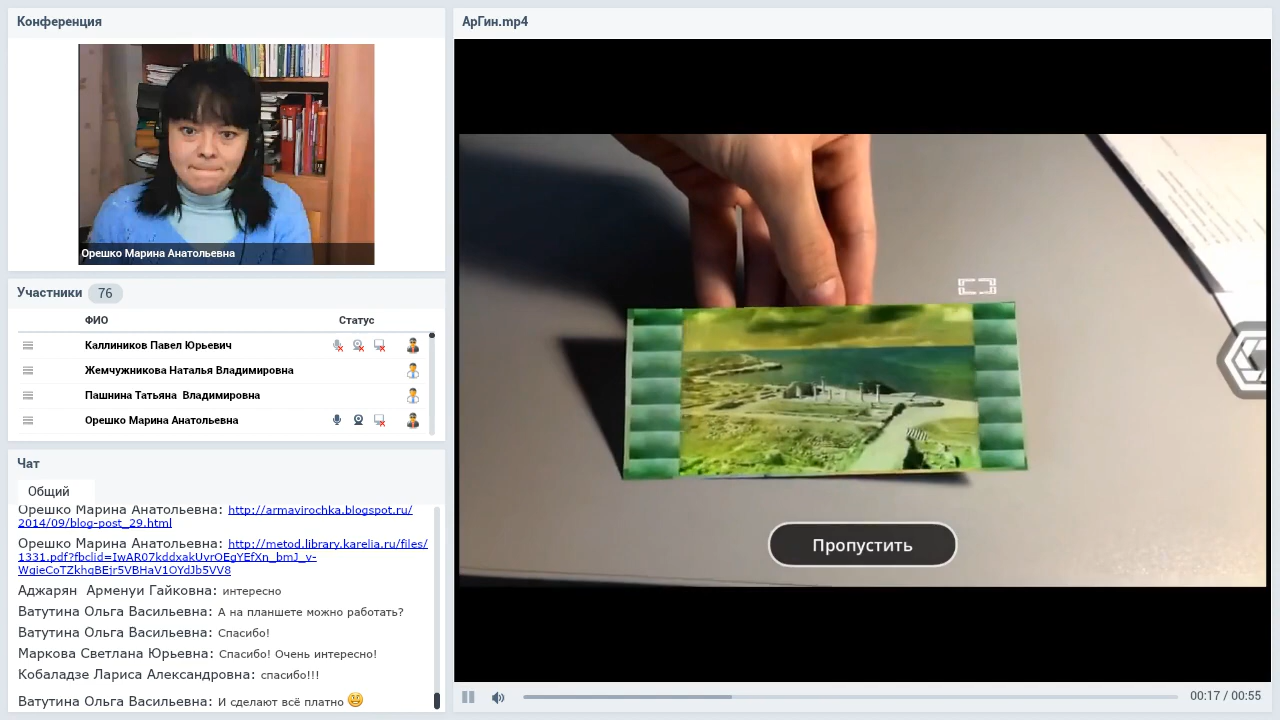 Конференция
Орешко Марина Анатольевна
Участники 76
ФИО Статус
Каллиников Павел Юрьевич
Жемчужникова Наталья Владимировна
Пашнина Татьяна Владимировна
Орешко Марина Анатольевна
Чат
Общий
Орешко Марина Анатольевна: http://armavirochka.blogspot.ru/
2014/09/blog-post_29.html
Орешко Марина Анатольевна: http://metod.library.karelia.ru/files/
1331.pdf?fbclid=IwAR07kddxakUvrOEgYEfXn_bmJ_v-
WgieCoTZkhqBEjr5VBHaV1OYdJb5VV8
Аджарян Арменуи Гайковна: интересно
Ватутина Ольга Васильевна: А на планшете можно работать?
Ватутина Ольга Васильевна: Спасибо!
Маркова Светлана Юрьевна: Спасибо! Очень интересно!
Кобаладзе Лариса Александровна: спасибо!!!
Ватутина Ольга Васильевна: И сделают всё платно
АрГин.mp4
Пропустить
00:17 / 00:55